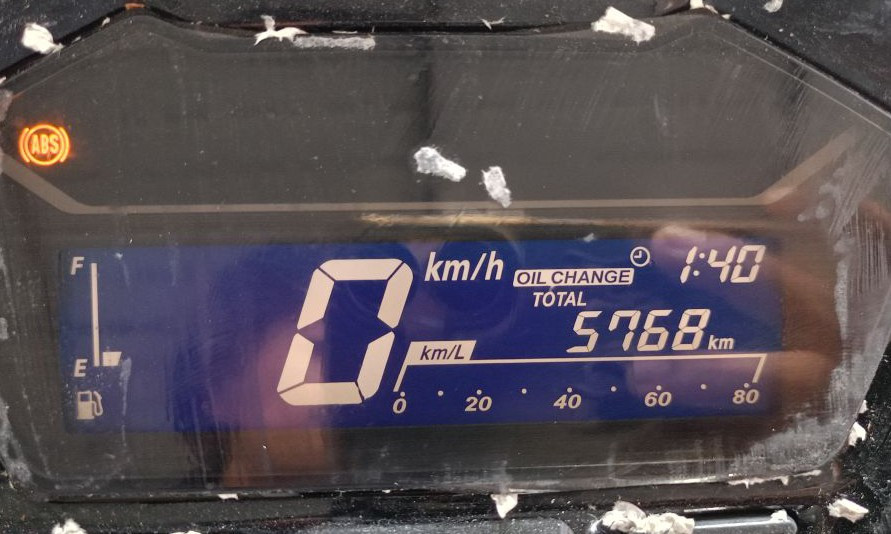 ABS
F
E
0 km/h
OIL CHANGE
1:40
TOTAL
5768 km
km/L
0 20 40 60 80